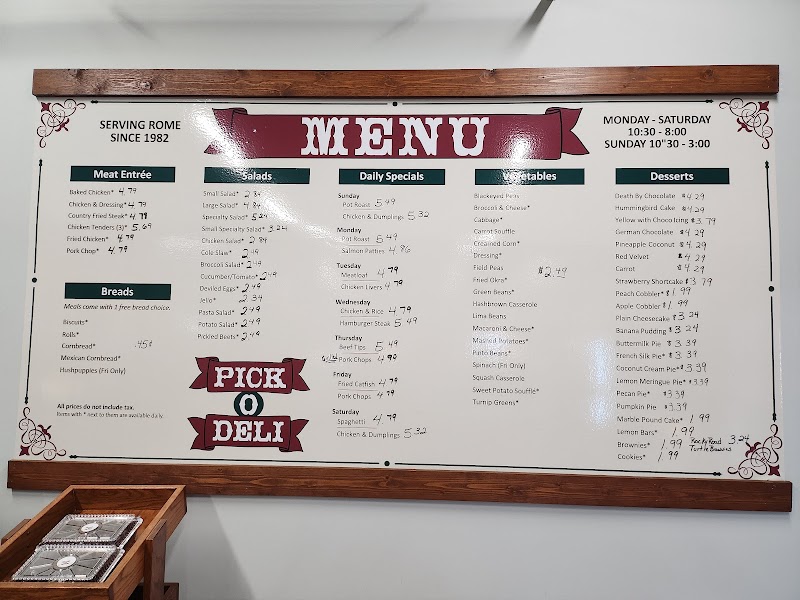 SERVING ROME
SINCE 1982
MENU
MONDAY - SATURDAY
10:30 - 8:00
SUNDAY 10"30 - 3:00
Meat Entrée
Baked Chicken* 4.79
Chicken & Dressing* 4.79
Country Fried Steak* 4.79
Chicken Tenders (3)* 5.69
Fried Chicken* 4.79
Pork Chop* 4.79
Breads
Meals come with 1 free bread choice.
Biscuits*
Rolls*
Cornbread* .45¢
Mexican Cornbread*
Hushpuppies (Fri Only)
All prices do not include tax.
Items with * next to them are available daily.
Salads
Small Salad* 2.84
Large Salad* 4.84
Specialty Salad* 5.24
Small Specialty Salad* 3.24
Chicken Salad* 2.84
Cole Slaw* 2.49
Broccoli Salad* 2.49
Cucumber/Tomato* 2.49
Deviled Eggs* 2.49
Jello* 2.34
Pasta Salad* 2.49
Potato Salad* 2.49
Pickled Beets* 2.49
PICK
O
DELI
Daily Specials
Sunday
Pot Roast 5.49
Chicken & Dumplings 5.32
Monday
Pot Roast 5.49
Salmon Patties 4.86
Tuesday
Meatloaf 4.79
Chicken Livers 4.79
Wednesday
Chicken & Rice 4.79
Hamburger Steak 5.49
Thursday
Beef Tips 5.49
Pork Chops 4.90
Friday
Fried Catfish 4.79
Pork Chops 4.79
Saturday
Spaghetti 4.79
Chicken & Dumplings 5.32
Vegetables
Blackeyed Peas
Broccoli & Cheese*
Cabbage*
Carrot Souffle
Creamed Corn*
Dressing*
Field Peas $2.49
Fried Okra*
Green Beans*
Hashbrown Casserole
Lima Beans
Macaroni & Cheese*
Mashed Potatoes*
Pinto Beans*
Spinach (Fri Only)
Squash Casserole
Sweet Potato Souffle*
Turnip Greens*
Desserts
Death By Chocolate $4.29
Hummingbird Cake $4.29
Yellow with Choco Icing $3.79
German Chocolate $4.29
Pineapple Coconut $4.29
Red Velvet $4.29
Carrot $4.29
Strawberry Shortcake $3.79
Peach Cobbler* $1.99
Apple Cobbler $1.99
Plain Cheesecake $3.24
Banana Pudding $3.24
Buttermilk Pie $3.39
French Silk Pie* $3.39
Coconut Cream Pie* $3.39
Lemon Meringue Pie* $3.39
Pecan Pie* $3.39
Pumpkin Pie $3.39
Marble Pound Cake* 1.99
Lemon Bars* 1.99
Brownies* 1.99 Rocky Road 3.24
Turtle Brownies
Cookies* 1.99